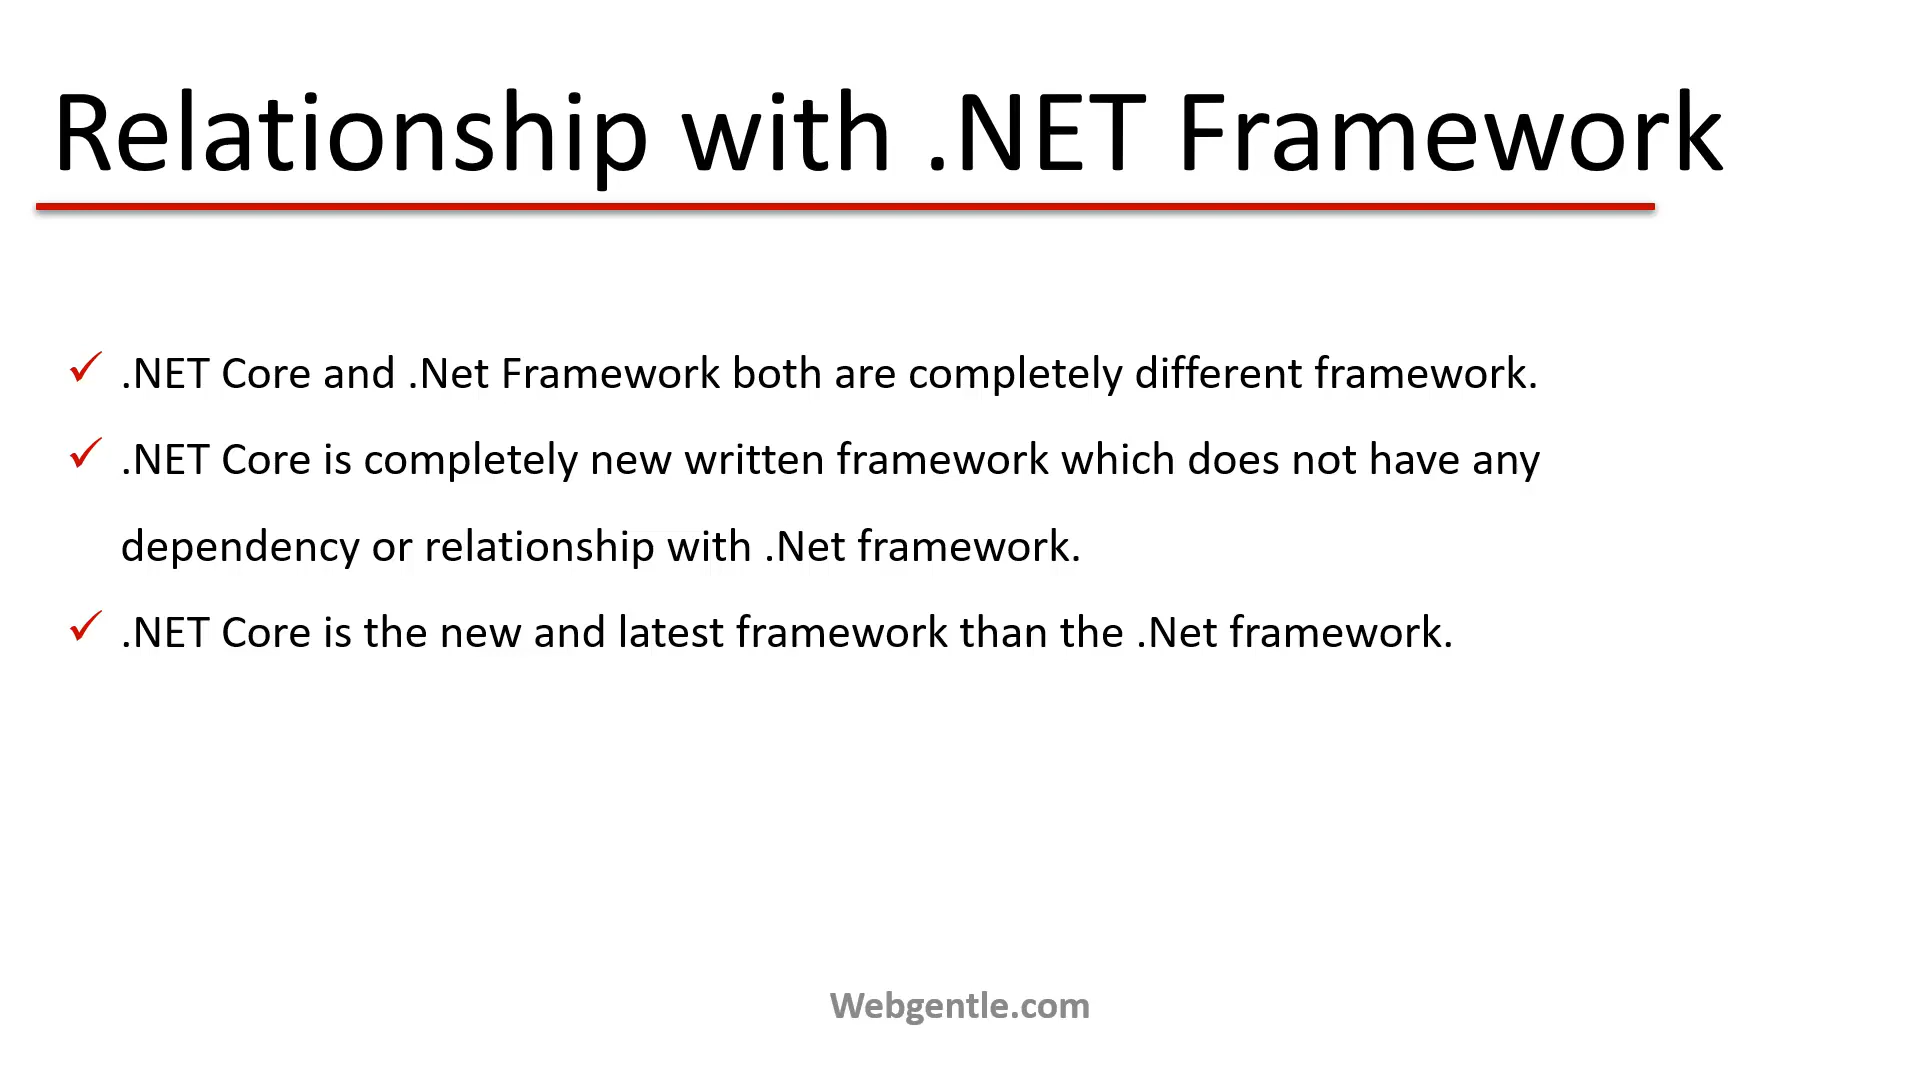 Relationship with .NET Framework
.NET Core and .Net Framework both are completely different framework.
.NET Core is completely new written framework which does not have any
dependency or relationship with .Net framework.
.NET Core is the new and latest framework than the .Net framework.
Webgentle.com